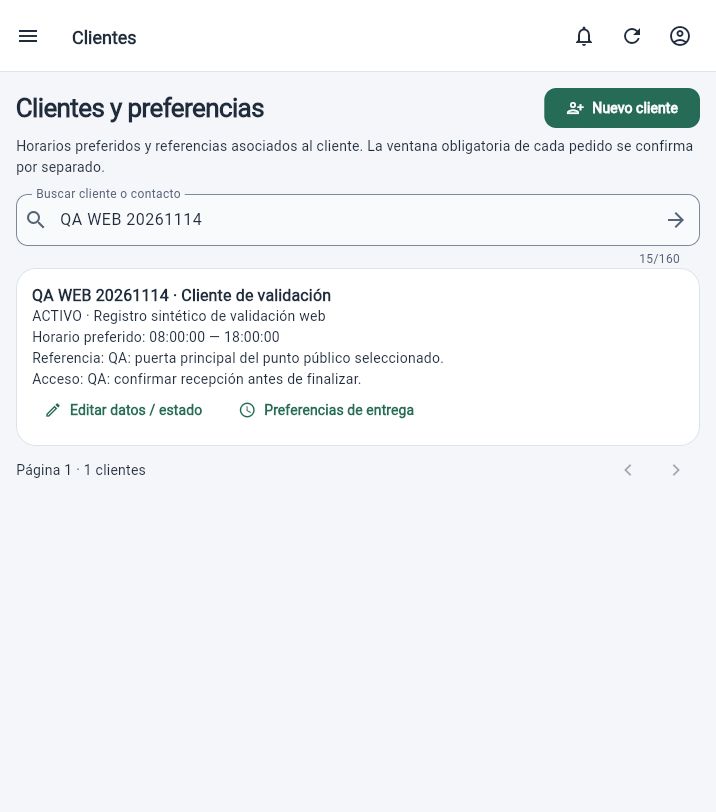 Clientes
Clientes y preferencias
Nuevo cliente
Horarios preferidos y referencias asociados al cliente. La ventana obligatoria de cada pedido se confirma
por separado.
Buscar cliente o contacto
QA WEB 20261114
15/160
QA WEB 20261114 · Cliente de validación
ACTIVO · Registro sintético de validación web
Horario preferido: 08:00:00 — 18:00:00
Referencia: QA: puerta principal del punto público seleccionado.
Acceso: QA: confirmar recepción antes de finalizar.
Editar datos / estado
Preferencias de entrega
Página 1 · 1 clientes